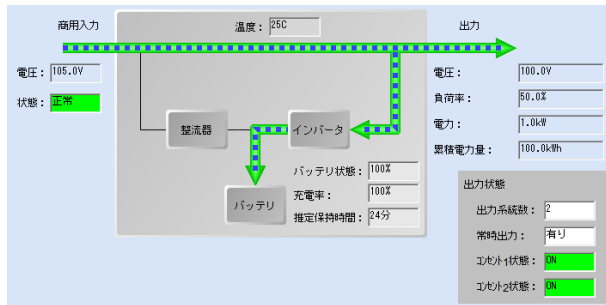 商用入力
温度： 25C
出力
電圧： 105.0V
状態： 正常
電圧： 100.0V
負荷率： 50.0%
電力： 1.0kW
累積電力量： 100.0kWh
整流器
インバータ
バッテリ
バッテリ状態： 100%
充電率： 100%
推定保持時間： 24分
出力状態
出力系統数： 2
常時出力： 有り
コンセント1状態： ON
コンセント2状態： ON